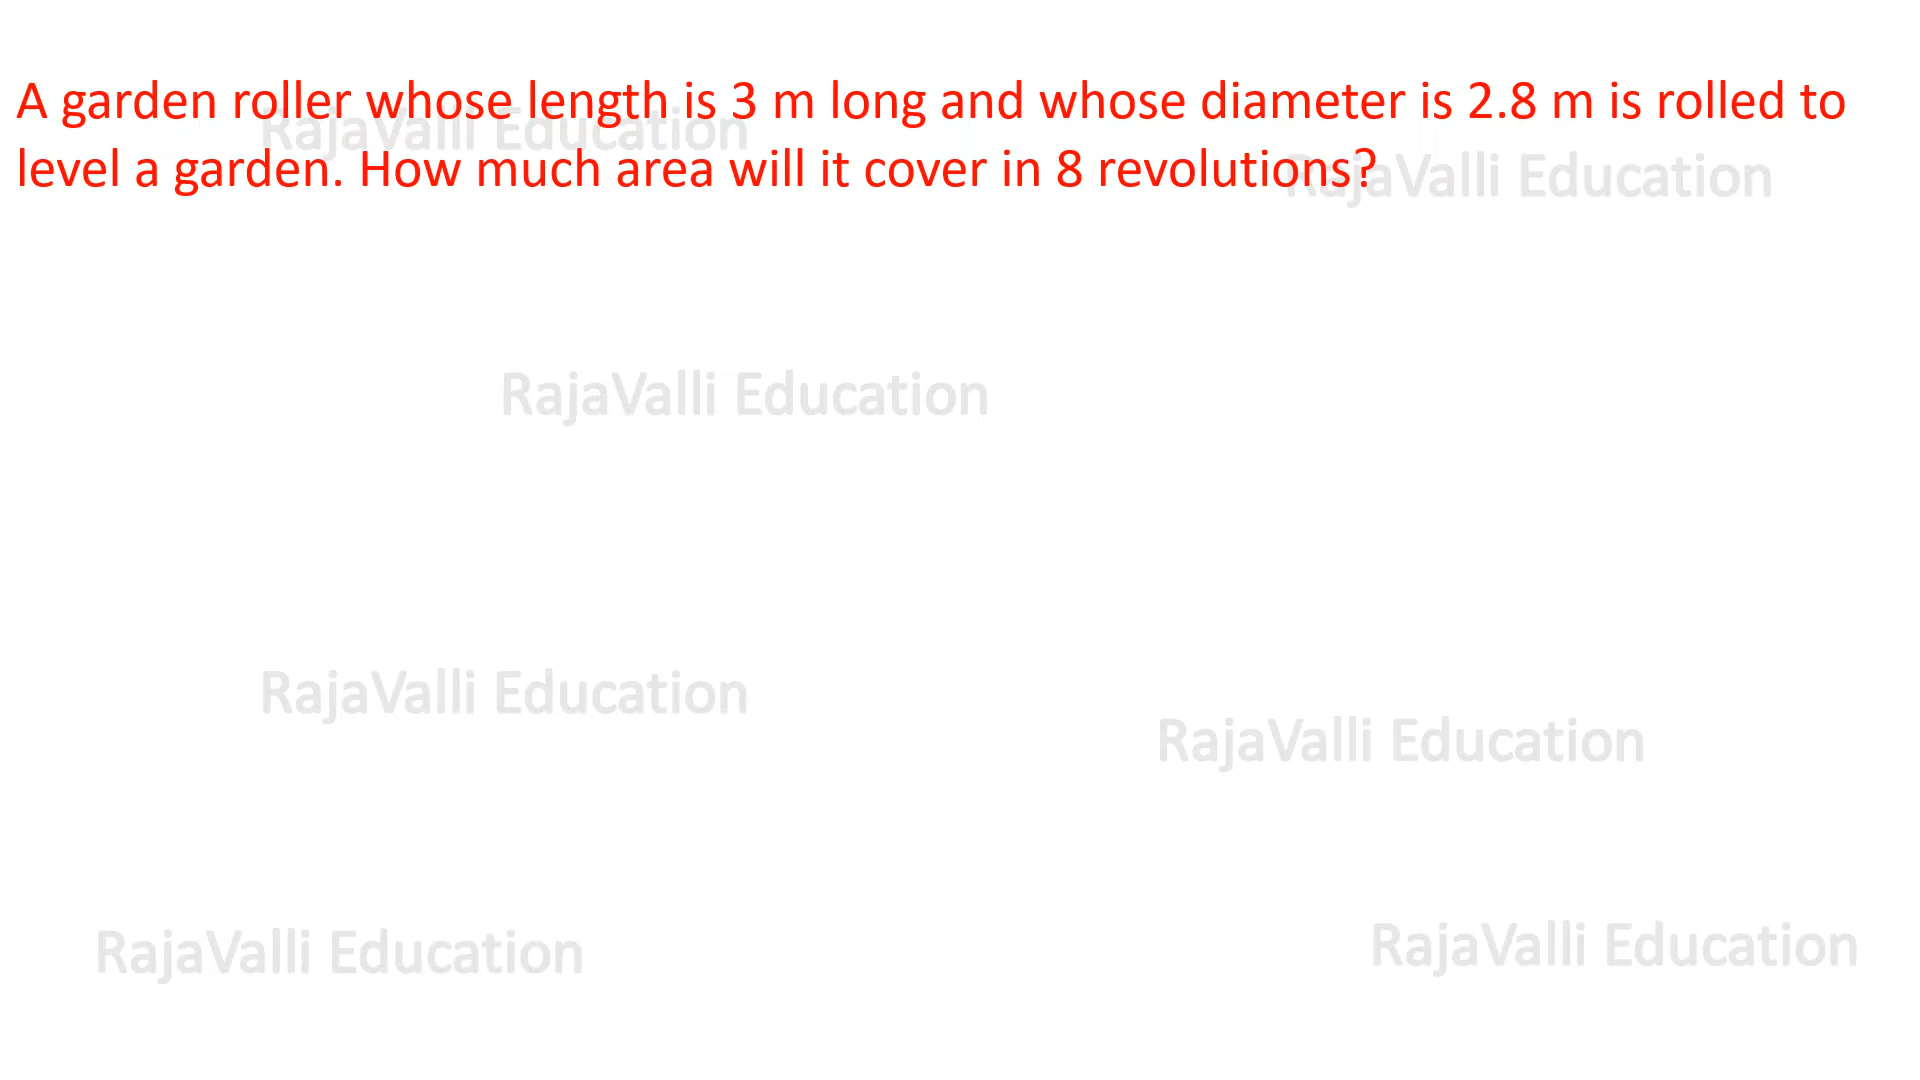 A garden roller whose length is 3 m long and whose diameter is 2.8 m is rolled to
RajaValli Education
level a garden. How much area will it cover in 8 revolutions?
RajaValli Education
RajaValli Education
RajaValli Education
RajaValli Education
RajaValli Education
RajaValli Education